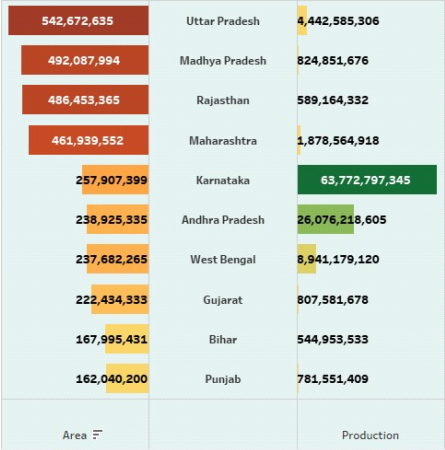 542,672,635 Uttar Pradesh 4,442,585,306
492,087,994 Madhya Pradesh 824,851,676
486,453,365 Rajasthan 589,164,332
461,939,552 Maharashtra 1,878,564,918
257,907,399 Karnataka 63,772,797,345
238,925,335 Andhra Pradesh 26,076,218,605
237,682,265 West Bengal 8,941,179,120
222,434,333 Gujarat 807,581,678
167,995,431 Bihar 544,953,533
162,040,200 Punjab 781,551,409
Area Production